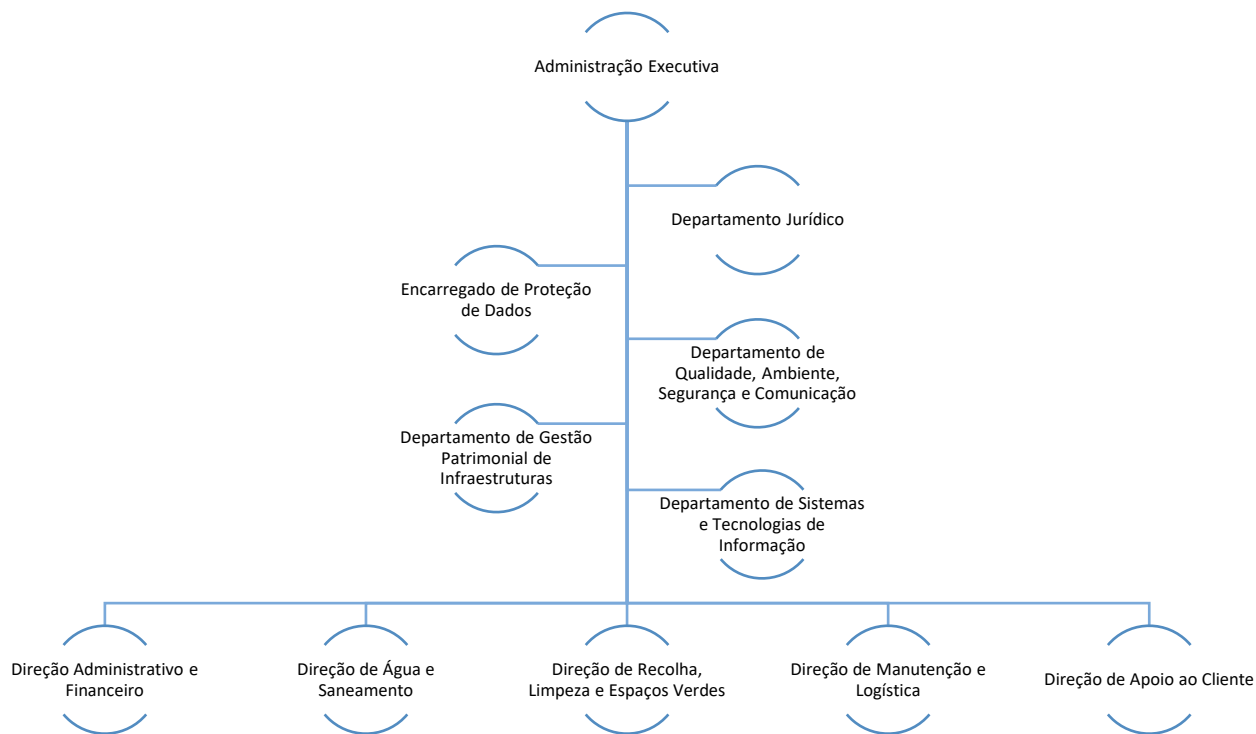 Administração Executiva
Departamento Jurídico
Encarregado de Proteção
de Dados
Departamento de
Qualidade, Ambiente,
Segurança e Comunicação
Departamento de Gestão
Patrimonial de
Infraestruturas
Departamento de Sistemas
e Tecnologias de
Informação
Direção Administrativo e
Financeiro
Direção de Água e
Saneamento
Direção de Recolha,
Limpeza e Espaços Verdes
Direção de Manutenção e
Logística
Direção de Apoio ao Cliente